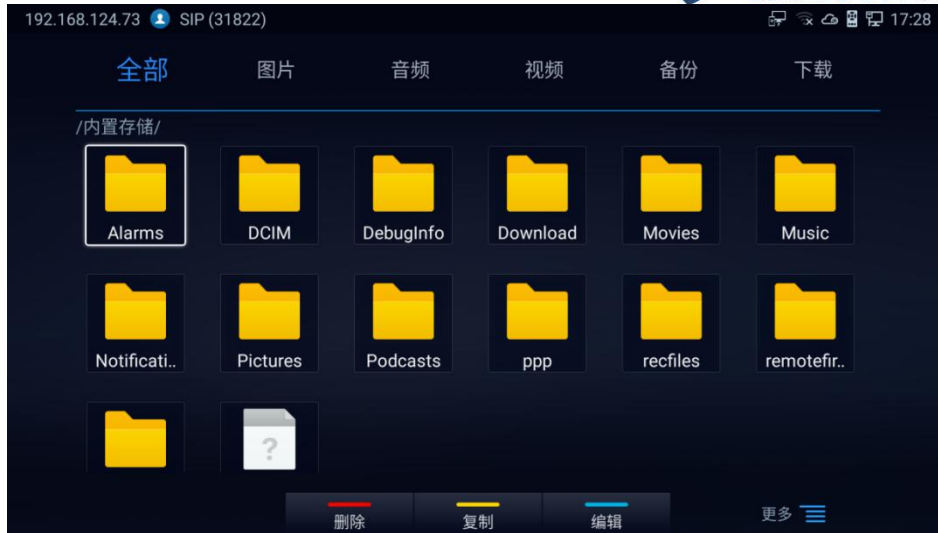 192.168.124.73 SIP (31822) 17:28
全部 图片 音频 视频 备份 下载
/内置存储/
Alarms DCIM DebugInfo Download Movies Music
Notificati.. Pictures Podcasts ppp recfiles remotefir..
?
删除 复制 编辑 更多